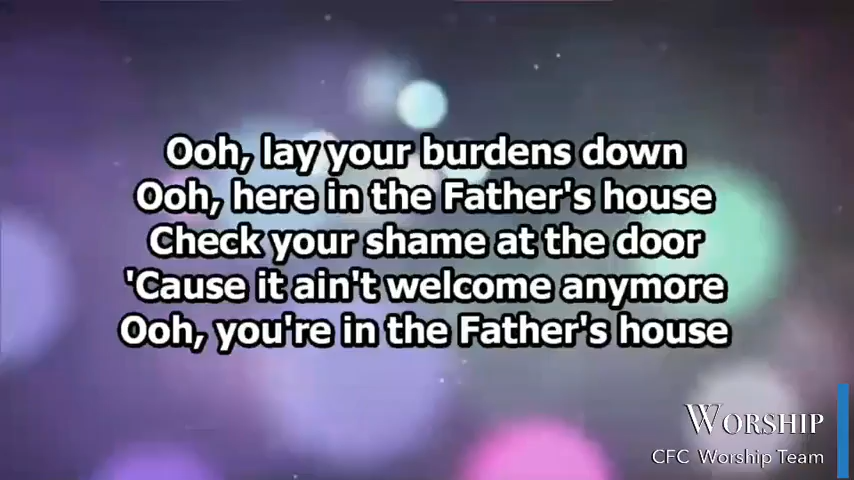 Ooh, lay your burdens down
Ooh, here in the Father's house
Check your shame at the door
'Cause it ain't welcome anymore
Ooh, you're in the Father's house
Worship
CFC Worship Team